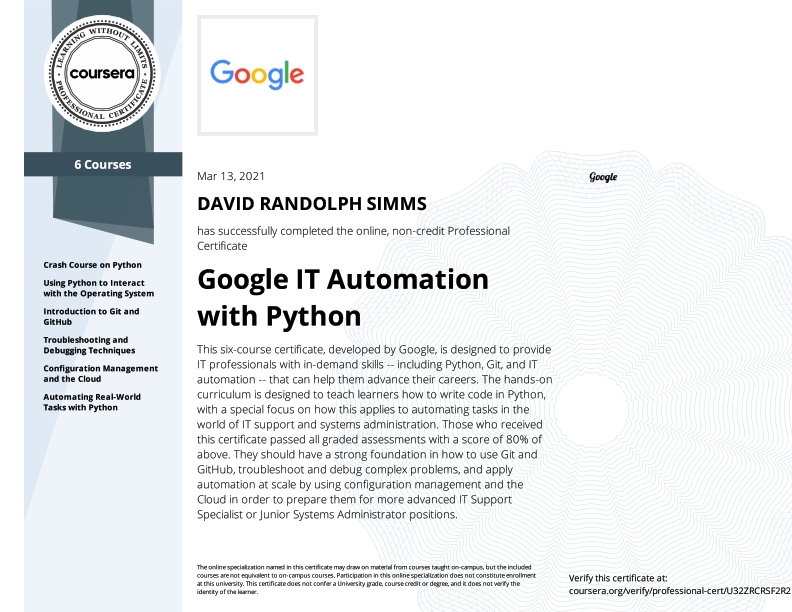 LEARNING WITHOUT LIMITS
coursera
PROFESSIONAL CERTIFICATE
6 Courses
Crash Course on Python
Using Python to Interact
with the Operating System
Introduction to Git and
GitHub
Troubleshooting and
Debugging Techniques
Configuration Management
and the Cloud
Automating Real-World
Tasks with Python
Google
Mar 13, 2021
Google
DAVID RANDOLPH SIMMS
has successfully completed the online, non-credit Professional
Certificate
Google IT Automation
with Python
This six-course certificate, developed by Google, is designed to provide
IT professionals with in-demand skills -- including Python, Git, and IT
automation -- that can help them advance their careers. The hands-on
curriculum is designed to teach learners how to write code in Python,
with a special focus on how this applies to automating tasks in the
world of IT support and systems administration. Those who received
this certificate passed all graded assessments with a score of 80% of
above. They should have a strong foundation in how to use Git and
GitHub, troubleshoot and debug complex problems, and apply
automation at scale by using configuration management and the
Cloud in order to prepare them for more advanced IT Support
Specialist or Junior Systems Administrator positions.
The online specialization named in this certificate may draw on material from courses taught on-campus, but the included
courses are not equivalent to on-campus courses. Participation in this online specialization does not constitute enrollment
at this university. This certificate does not confer a University grade, course credit or degree, and it does not verify the
identity of the learner.
Verify this certificate at:
coursera.org/verify/professional-cert/U32ZRCRSF2R2